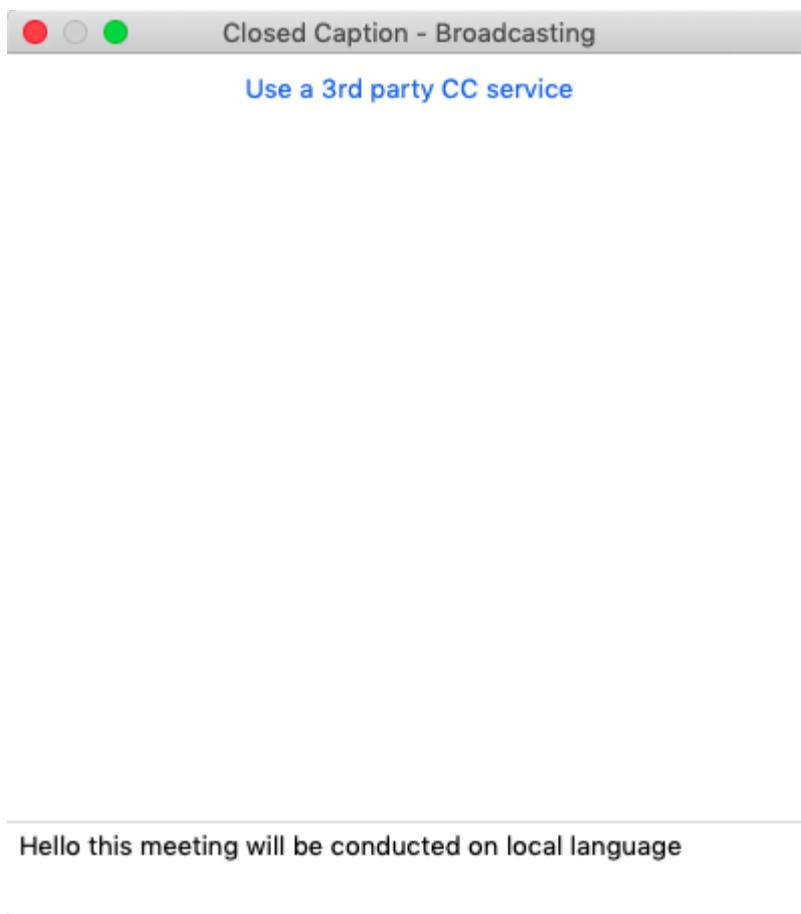 Closed Caption - Broadcasting
Use a 3rd party CC service
Hello this meeting will be conducted on local language